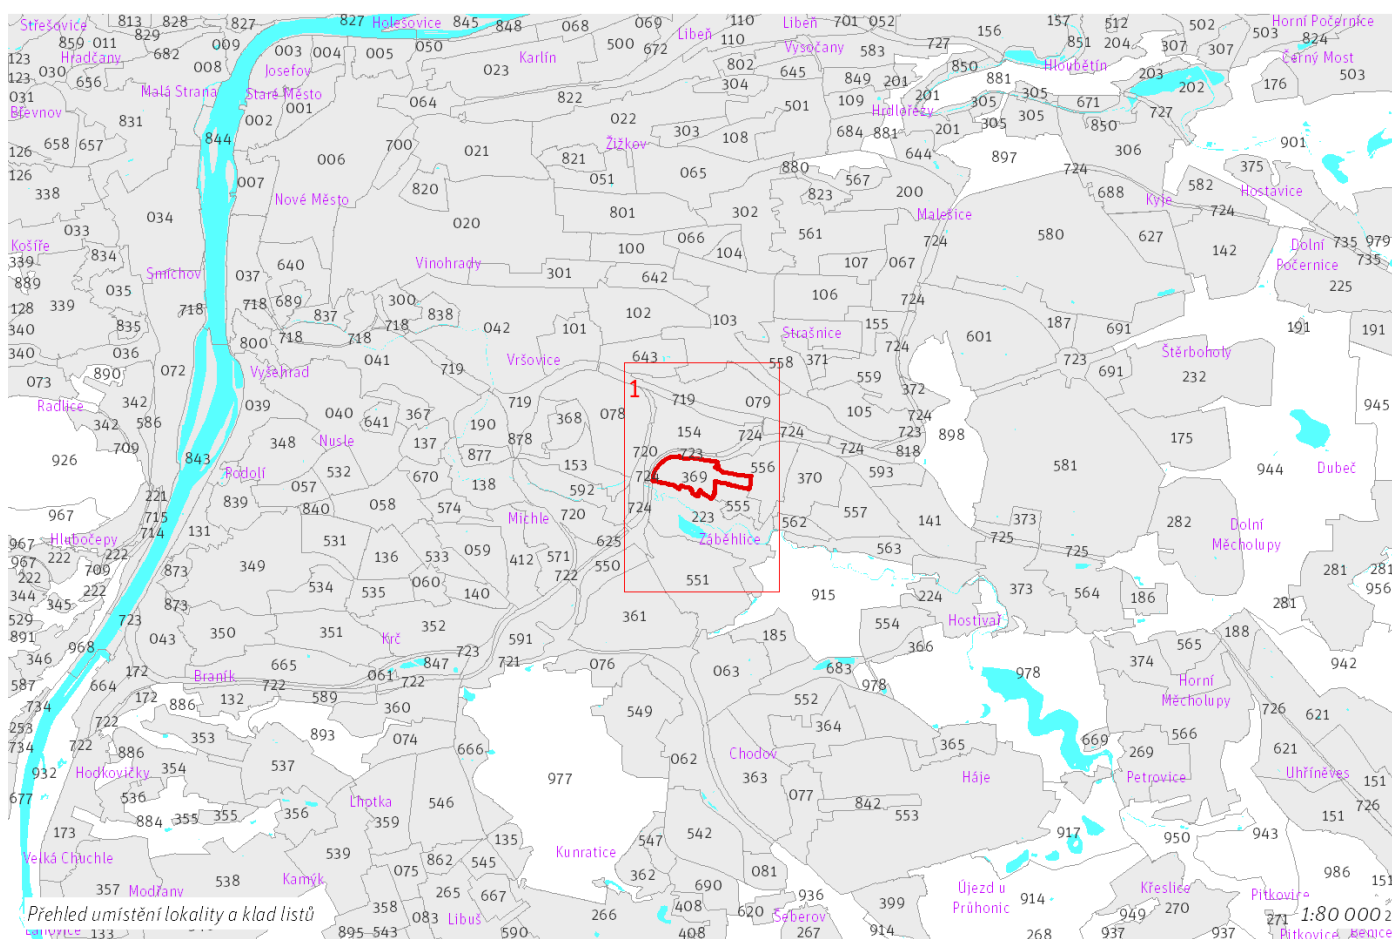 Střešovice 813 828 827 827 Holešovice 845 848 068 069 110 Libeň 701 052 156 157 512 502 Horní Počernice
859 011 829 009 003 004 005 050 500 672 Libeň 110 Vysočany 583 727 851 204 307 307 503 824
Hradčany 682 008 Josefov 023 Karlín 802 645 849 201 850 881 Hloubětín 203 Černý Most 503
123 030 656 304 202 176
123 Malá Strana Staré Město
031 001 064 822 501 109 201 305 305 671 727
Břevnov 831 002 022 303 108 684 881 Hrdlořezy 201 305 305 850
126 658 657 844 006 700 021 821 Žižkov 880 644 897 306 901
126 338 007 820 051 065 823 567 200 724 688 582 375 Hostavice
034 Nové Město 020 801 302 Malešice Kyje 724
033 100 066 104 561 724 580 627 142 Dolní 735 979
Košíře 834 Smíchov 037 640 Vinohrady 301 642 107 067 Počernice 735
339 889 035 106 225
128 339 718 718 689 837 300 838 042 101 102 103 Strašnice 155 724 601 187 691 191 191
340 835 718 718 718
340 036 072 800 041 719 Vršovice 643 558 371 724 723 Štěrboholy
073 890 Vyšehrad 1 559 372 691 232
Radlice 342 039 040 367 719 368 078 719 079 105 724 945
342 586 641 190 154 724 724 723 898 175
926 709 843 348 Nusle 137 878 720 723 724 818
Podolí 532 877 153 724 369 556 370 593 581 944 Dubeč
221 057 670 138 592
967 715 839 840 058 574 Michle 720 724 223 555 562 557 141 373 282 Dolní
Hlubočepy 714 131 531 136 533 059 412 571 625 Záběhlice 563 725 725 Měcholupy
967 222 222 709 349
967 873 534 535 060 722 550 551 915 224 373 564 281 281
222 222 140 186 956
344 345 873 281
529 723 043 350 351 352 361 554 Hostivař 188
891 968 Krč 723 591 185 366 565
346 172 665 061 847 721 076 063 683 978 374 942
587 664 Braník 722 722 978 Horní
734 172 886 132 589 360 552 Měcholupy 726 621
253 722 353 893 074 549 364 566
734 722 886 666 Chodov 365 669 269 621
932 Hodkovičky 354 537 977 062 363 Háje Petrovice Uhříněves 151
677 536 Lhotka 546 077 842 726
884 355 355 356 359 553 151
173 135 547 542 917 950 943
Velká Chuchle 539 862 545 Kunratice 986
357 Modřany 538 Kamýk 075 265 667 362 690 081 936 Újezd u 914 Křeslice Pitkovice 151
358 083 Libuš 266 408 620 Šeberov 399 Průhonic 949 270 271
133 895 543 590 408 267 914 268 937 937 Pitkovice
Přehled umístění lokality a klad listů
1:80 000